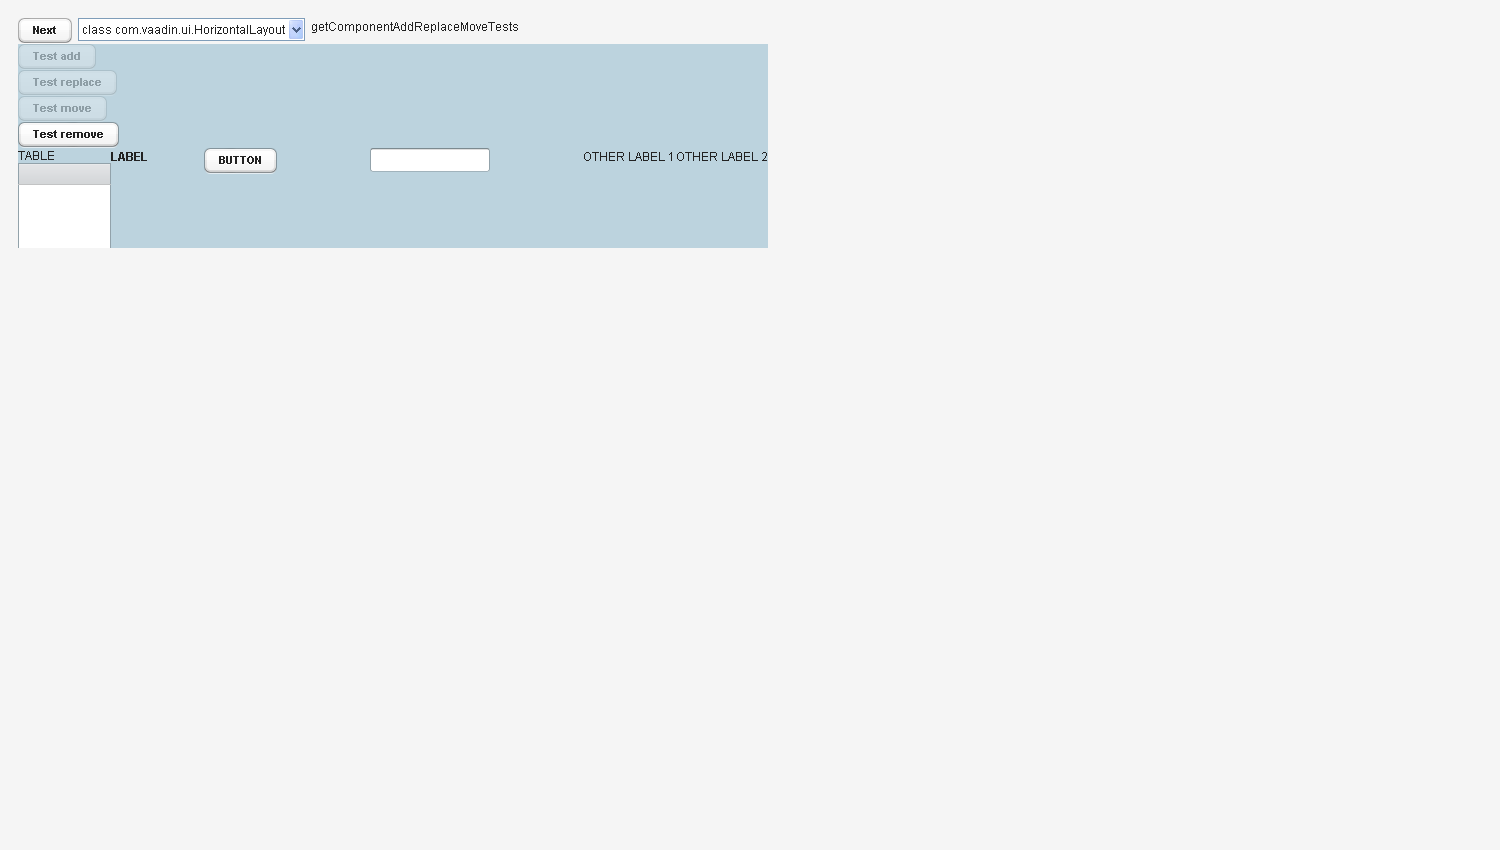 Next class com.vaadin.ui.HorizontalLayout getComponentAddReplaceMoveTests
Test add
Test replace
Test move
Test remove
TABLE LABEL BUTTON OTHER LABEL 1 OTHER LABEL 2